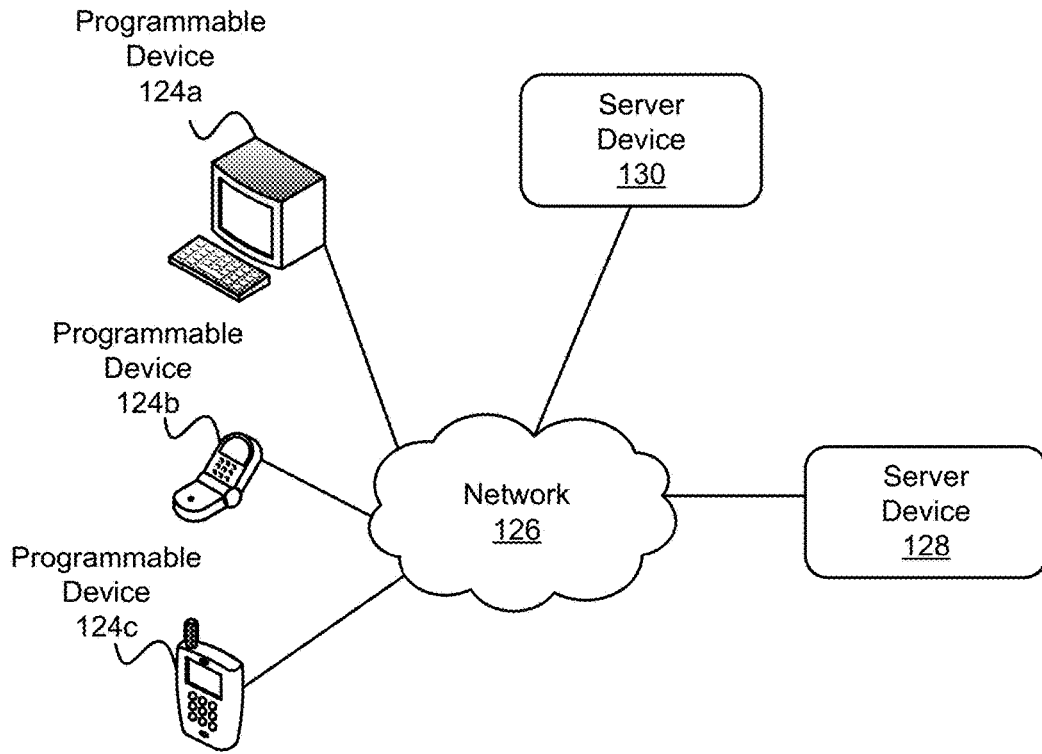 Programmable
Device
124a
Server
Device
130
Programmable
Device
124b
Network
126
Server
Device
128
Programmable
Device
124c